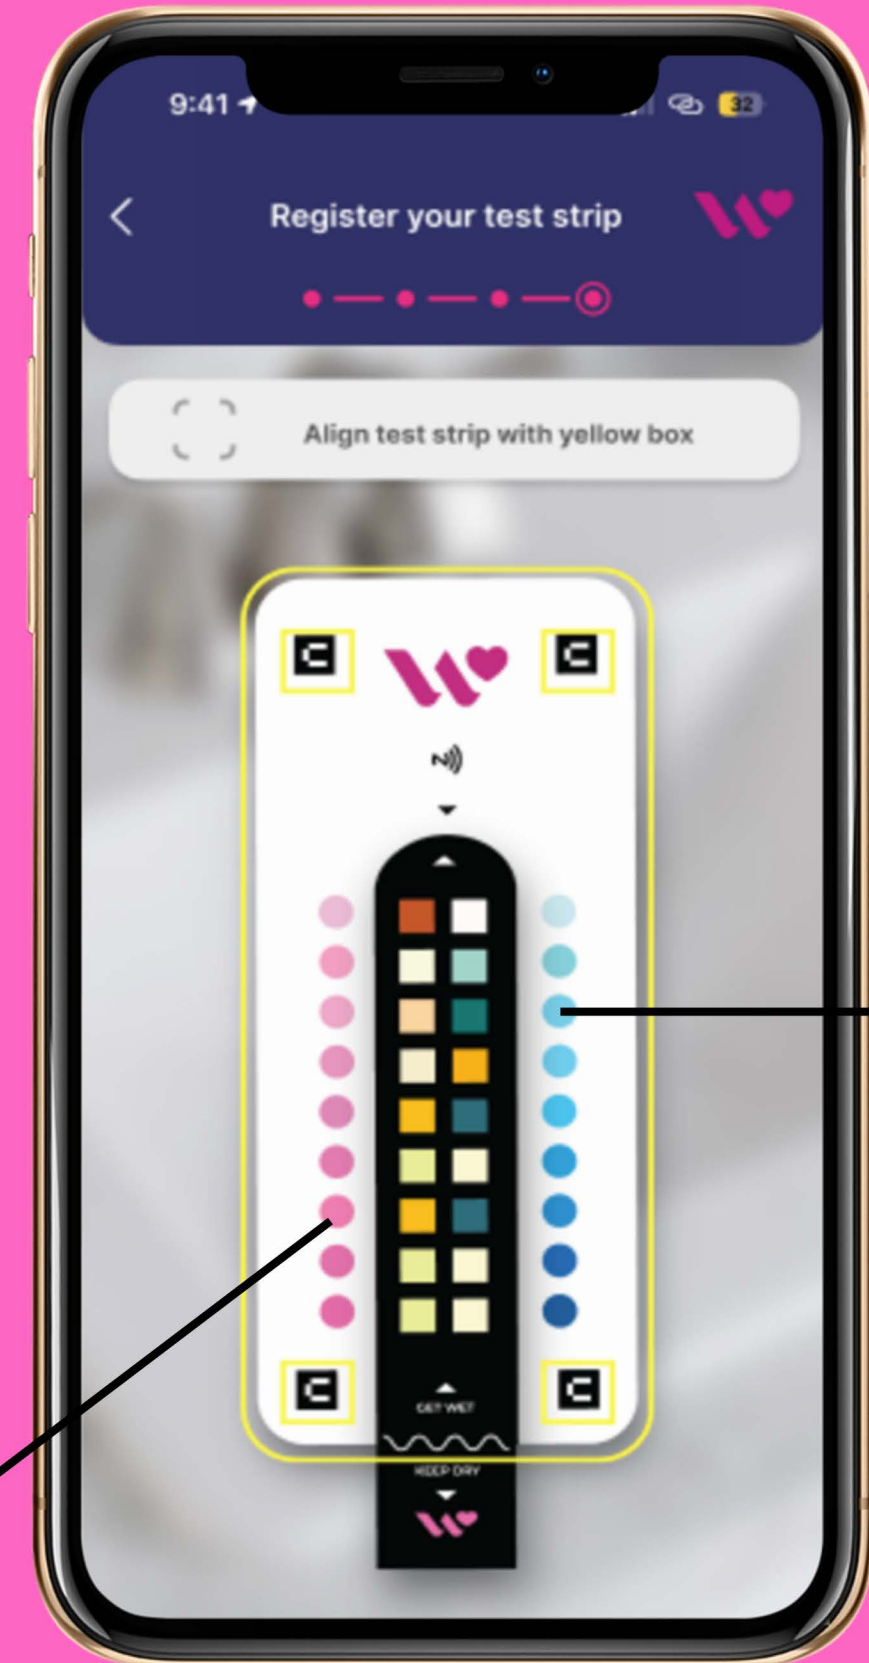 9:41
32
Register your test strip
Align test strip with yellow box
GET WET
KEEP DRY